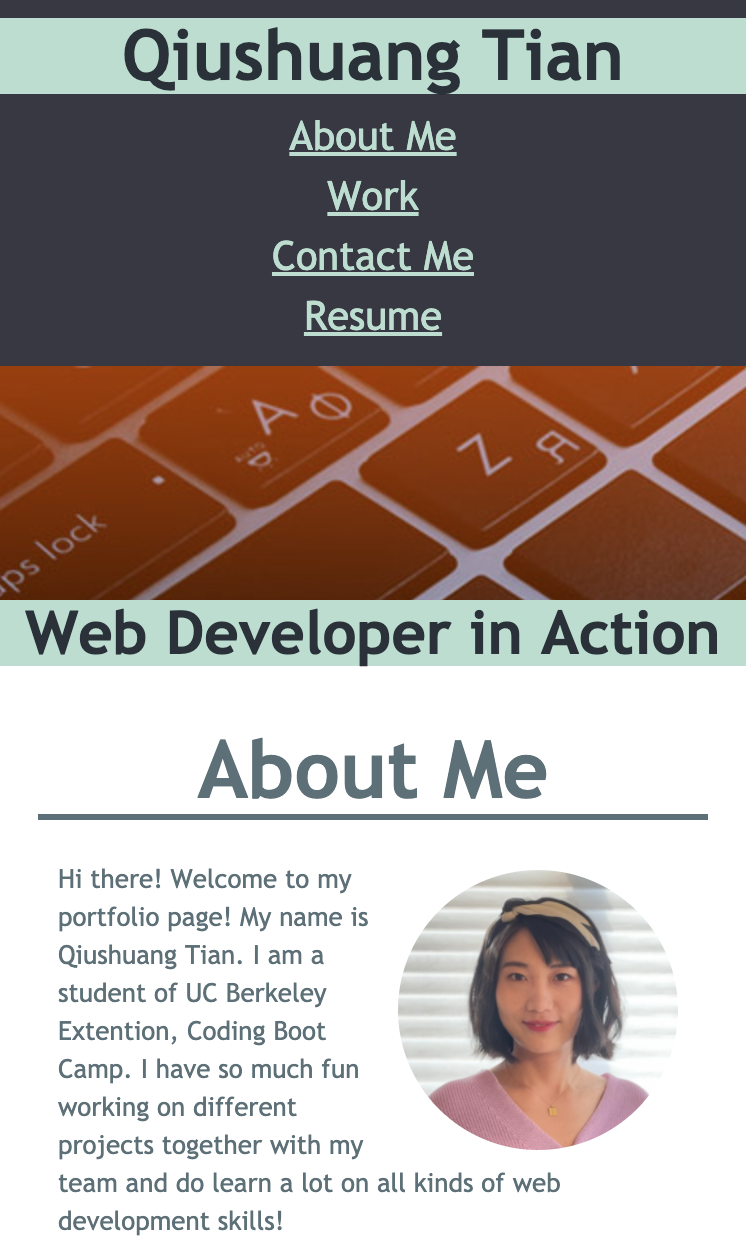 Qiushuang Tian
About Me
Work
Contact Me
Resume
A Ф
AUTO
Z Я
aps lock
Web Developer in Action
About Me
Hi there! Welcome to my
portfolio page! My name is
Qiushuang Tian. I am a
student of UC Berkeley
Extention, Coding Boot
Camp. I have so much fun
working on different
projects together with my
team and do learn a lot on all kinds of web
development skills!